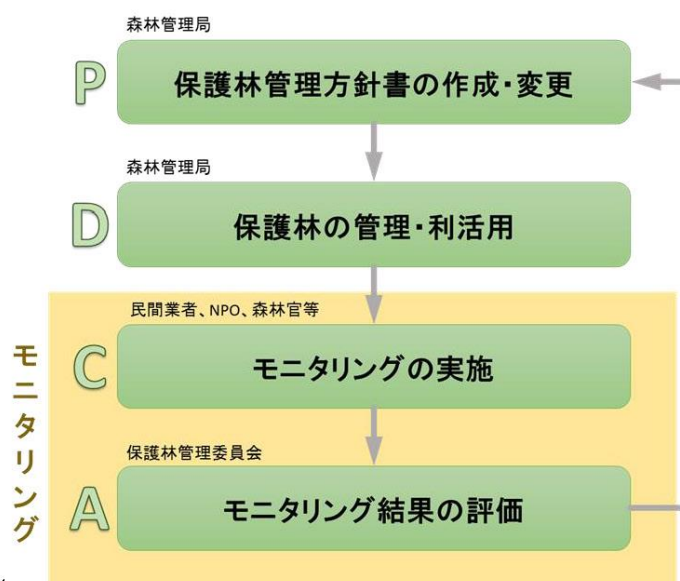 森林管理局
P
保護林管理方針書の作成・変更
森林管理局
D
保護林の管理・利活用
モニタリング
民間業者、NPO、森林官等
C
モニタリングの実施
保護林管理委員会
A
モニタリング結果の評価